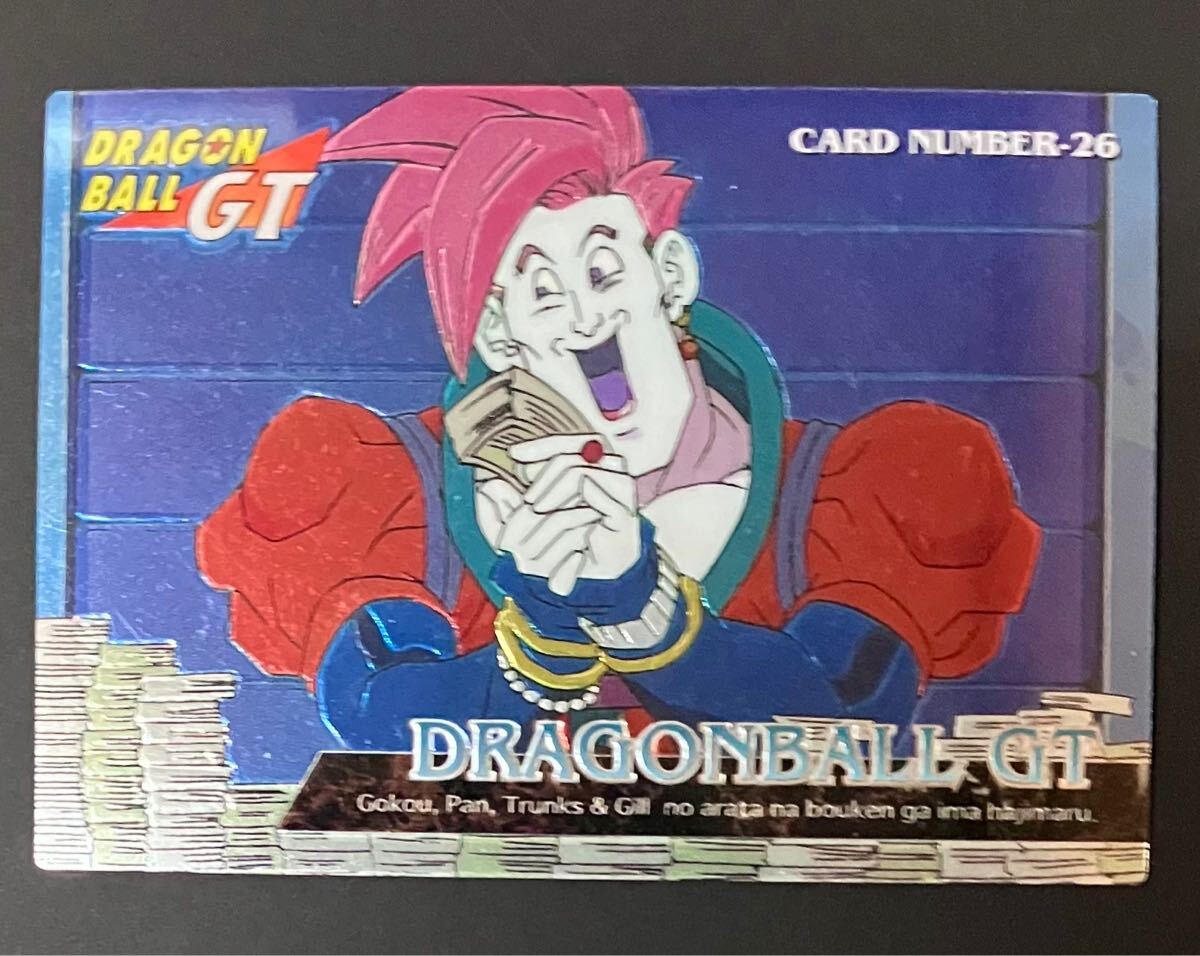 DRAGON
BALL GT
CARD NUMBER-26
DRAGONBALL GT
Gokou, Pan, Trunks & Gill no arata na bouken ga ima hajimaru.